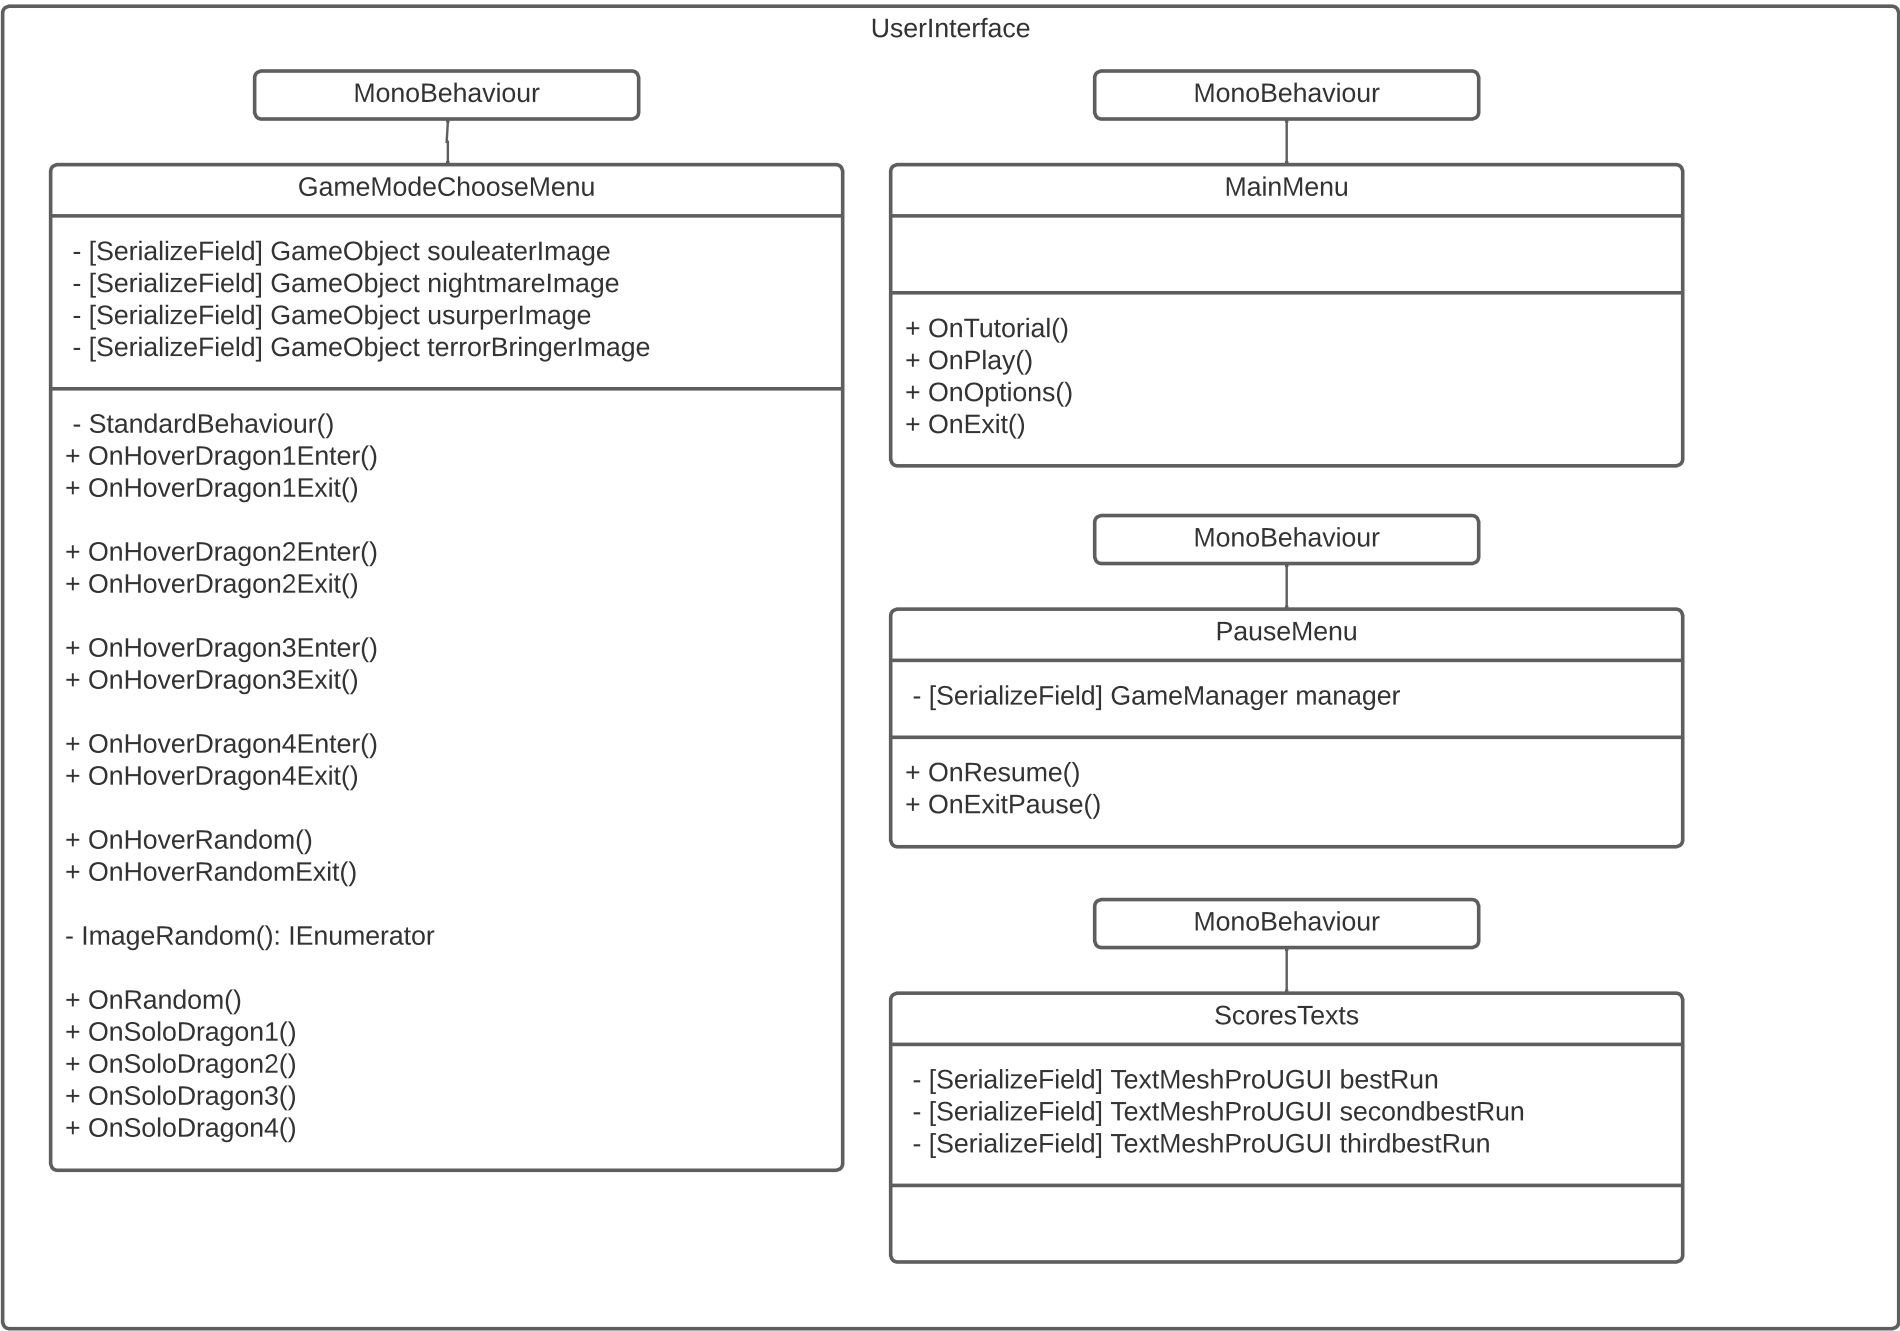 UserInterface
MonoBehaviour
GameModeChooseMenu
- [SerializeField] GameObject souleaterImage
- [SerializeField] GameObject nightmareImage
- [SerializeField] GameObject usurperImage
- [SerializeField] GameObject terrorBringerImage
- StandardBehaviour()
+ OnHoverDragon1Enter()
+ OnHoverDragon1Exit()
+ OnHoverDragon2Enter()
+ OnHoverDragon2Exit()
+ OnHoverDragon3Enter()
+ OnHoverDragon3Exit()
+ OnHoverDragon4Enter()
+ OnHoverDragon4Exit()
+ OnHoverRandom()
+ OnHoverRandomExit()
- ImageRandom(): IEnumerator
+ OnRandom()
+ OnSoloDragon1()
+ OnSoloDragon2()
+ OnSoloDragon3()
+ OnSoloDragon4()
MonoBehaviour
MainMenu
+ OnTutorial()
+ OnPlay()
+ OnOptions()
+ OnExit()
MonoBehaviour
PauseMenu
- [SerializeField] GameManager manager
+ OnResume()
+ OnExitPause()
MonoBehaviour
ScoresTexts
- [SerializeField] TextMeshProUGUI bestRun
- [SerializeField] TextMeshProUGUI secondbestRun
- [SerializeField] TextMeshProUGUI thirdbestRun